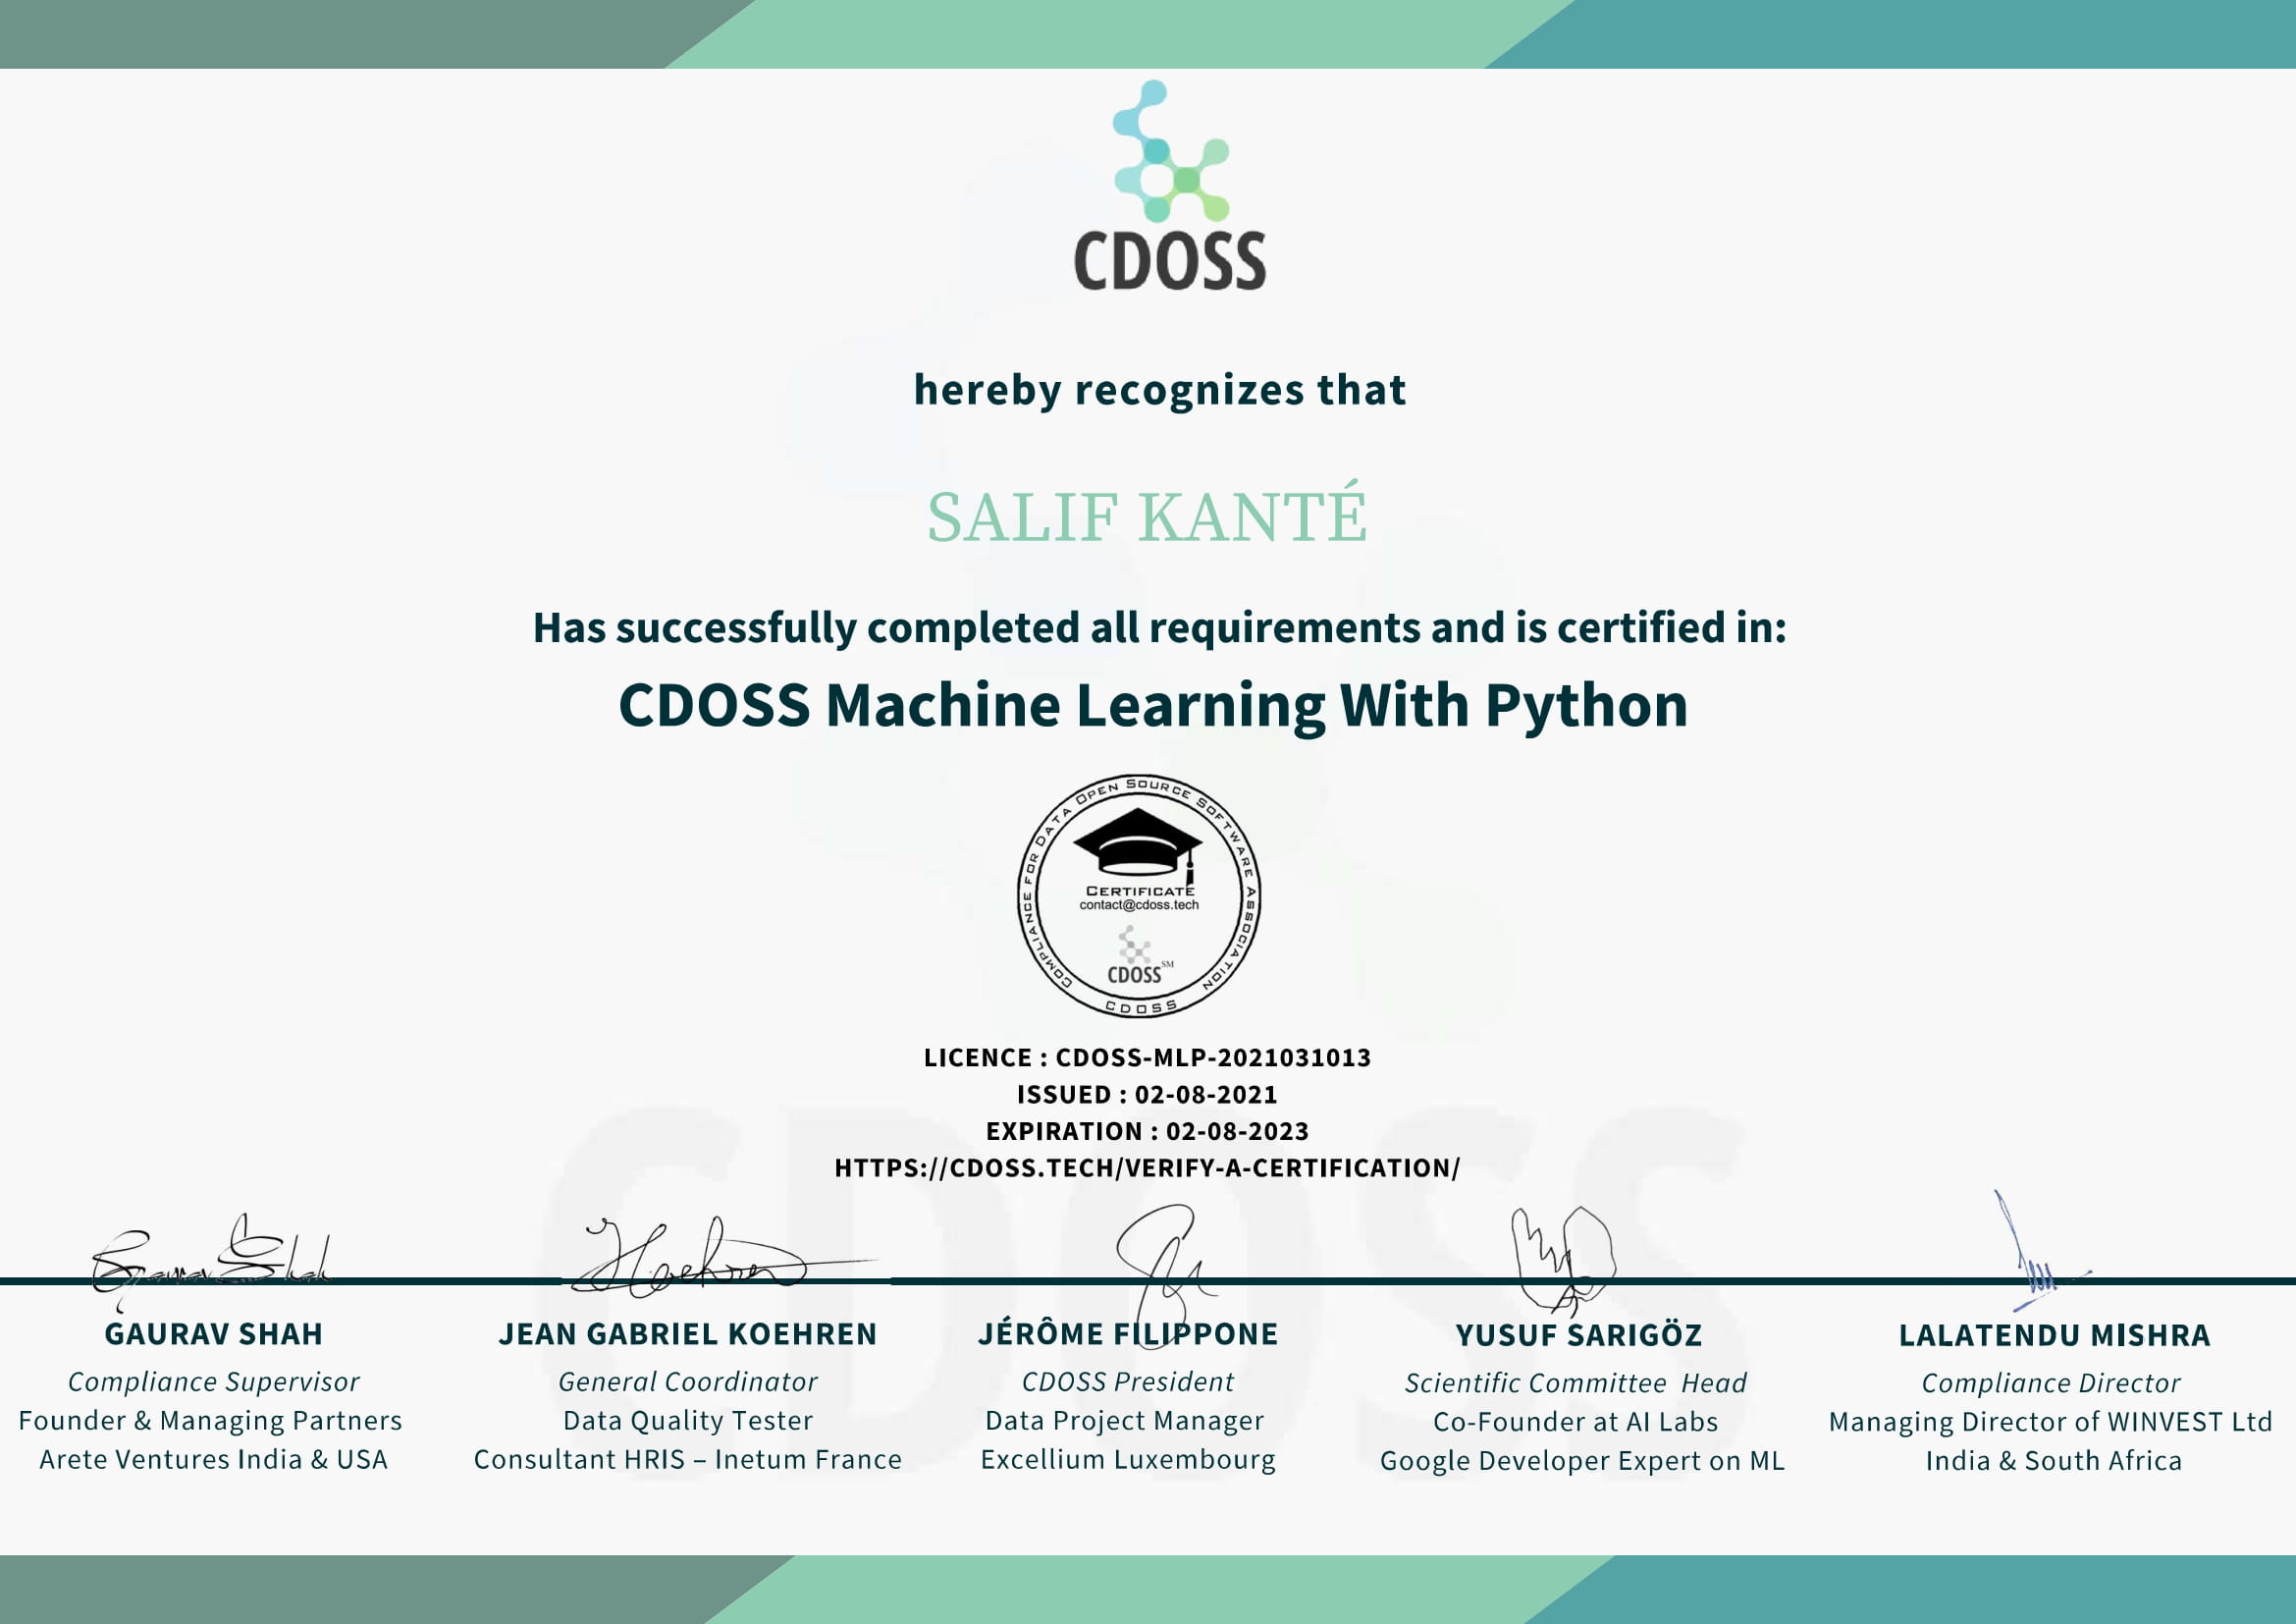 CDOSS
hereby recognizes that
SALIF KANTÉ
Has successfully completed all requirements and is certified in:
CDOSS Machine Learning With Python
COMPLIANCE FOR DATA OPEN SOURCE SOFTWARE ASSOCIATION
CERTIFICATE
contact@cdoss.tech
CDOSS SM
CDOSS
LICENCE : CDOSS-MLP-2021031013
ISSUED : 02-08-2021
EXPIRATION : 02-08-2023
HTTPS://CDOSS.TECH/VERIFY-A-CERTIFICATION/
CDOSS
Gaurav Shah
Koehren
GAURAV SHAH
Compliance Supervisor
Founder & Managing Partners
Arete Ventures India & USA
JEAN GABRIEL KOEHREN
General Coordinator
Data Quality Tester
Consultant HRIS – Inetum France
JÉRÔME FILIPPONE
CDOSS President
Data Project Manager
Excellium Luxembourg
YUSUF SARIGÖZ
Scientific Committee Head
Co-Founder at AI Labs
Google Developer Expert on ML
LALATENDU MISHRA
Compliance Director
Managing Director of WINVEST Ltd
India & South Africa